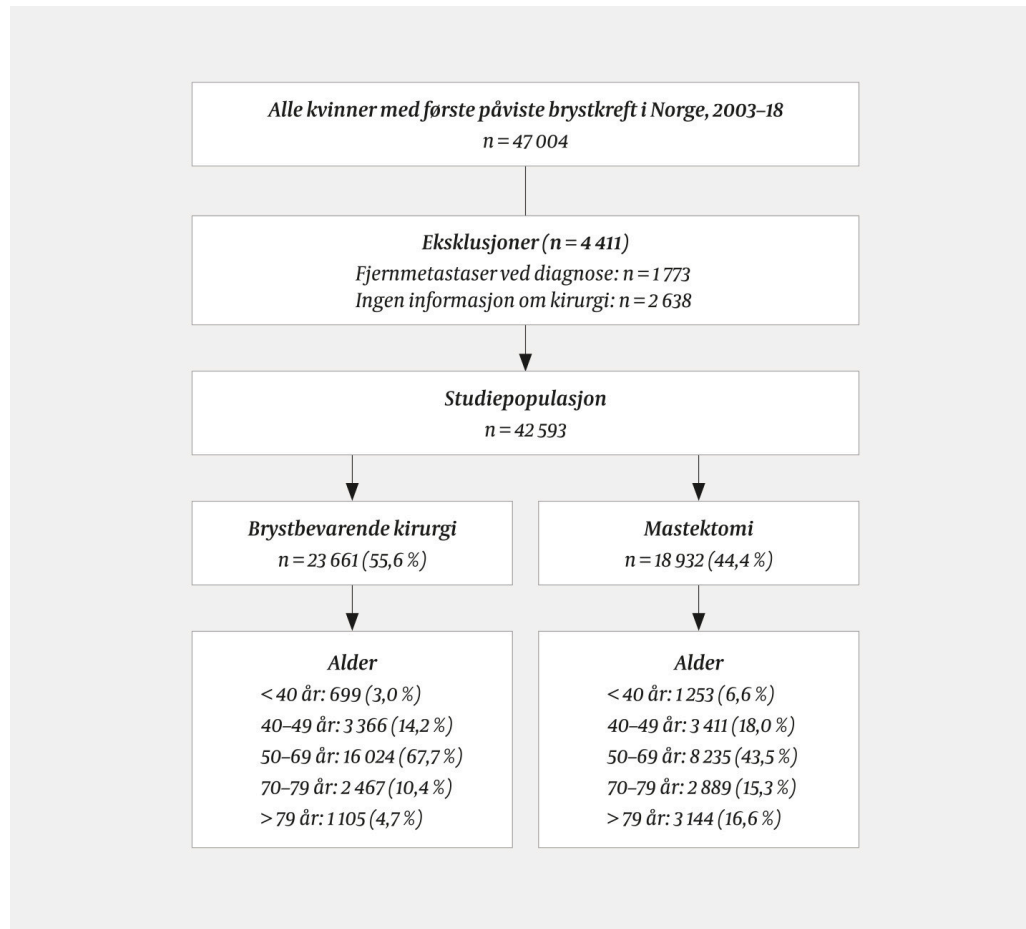 Alle kvinner med første påviste brystkreft i Norge, 2003–18
n = 47 004
Eksklusjoner (n = 4 411)
Fjernmetastaser ved diagnose: n = 1 773
Ingen informasjon om kirurgi: n = 2 638
Studiepopulasjon
n = 42 593
Brystbevarende kirurgi
n = 23 661 (55,6 %)
Mastektomi
n = 18 932 (44,4 %)
Alder
< 40 år: 699 (3,0 %)
40–49 år: 3 366 (14,2 %)
50–69 år: 16 024 (67,7 %)
70–79 år: 2 467 (10,4 %)
> 79 år: 1 105 (4,7 %)
Alder
< 40 år: 1 253 (6,6 %)
40–49 år: 3 411 (18,0 %)
50–69 år: 8 235 (43,5 %)
70–79 år: 2 889 (15,3 %)
> 79 år: 3 144 (16,6 %)